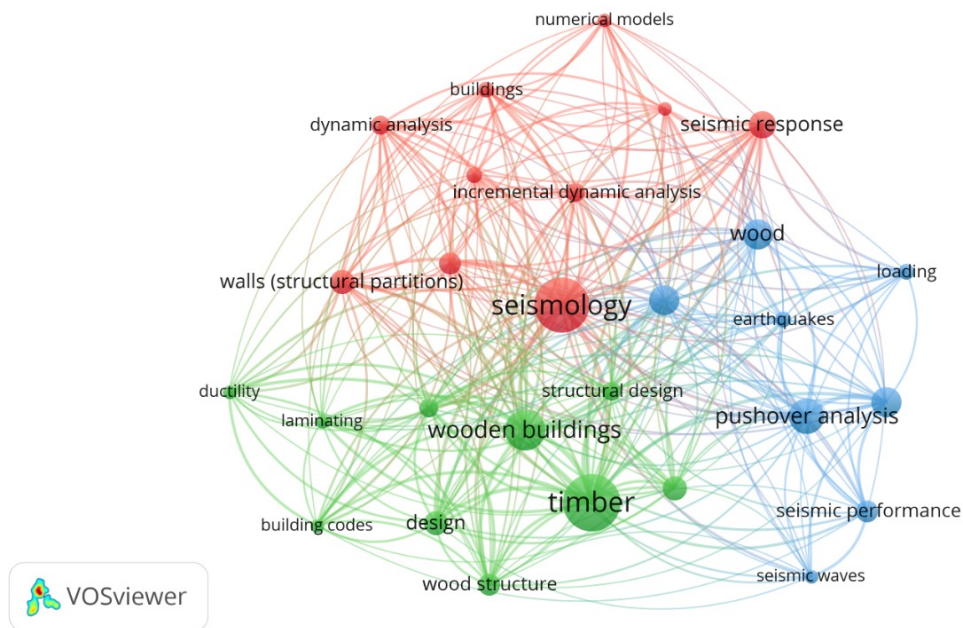 numerical models
buildings
dynamic analysis
seismic response
incremental dynamic analysis
wood
loading
walls (structural partitions)
seismology
earthquakes
ductility
structural design
laminating
wooden buildings
pushover analysis
timber
seismic performance
building codes
design
seismic waves
wood structure
VOSviewer